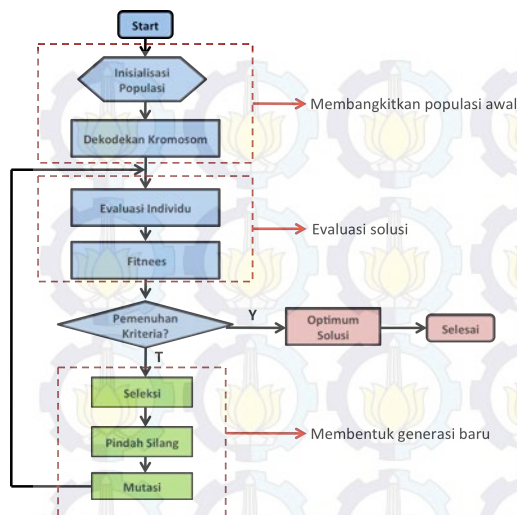 Start
Inisialisasi
Populasi
Membangkitkan populasi awal
Dekodekan Kromosom
Evaluasi Individu
Evaluasi solusi
Fitnees
Pemenuhan
Kriteria?
Y
Optimum
Solusi
Selesai
T
Seleksi
Pindah Silang
Membentuk generasi baru
Mutasi